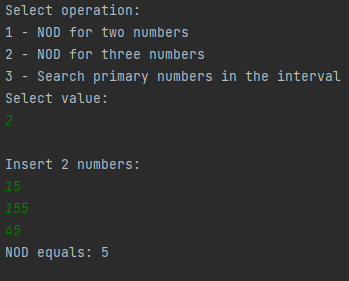 Select operation:
1 - NOD for two numbers
2 - NOD for three numbers
3 - Search primary numbers in the interval
Select value:
2
Insert 2 numbers:
15
155
45
NOD equals: 5